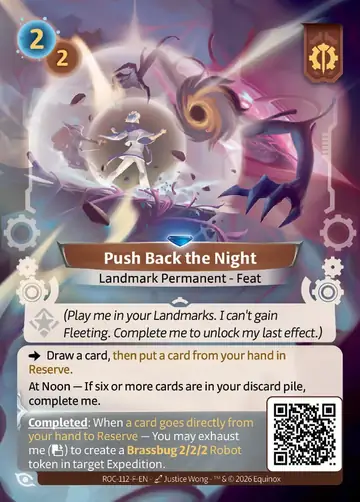 2
2
Push Back the Night
Landmark Permanent - Feat
(Play me in your Landmarks. I can't gain
Fleeting. Complete me to unlock my last effect.)
Draw a card, then put a card from your hand in
Reserve.
At Noon — If six or more cards are in your discard pile,
complete me.
Completed: When a card goes directly
from your hand to Reserve — You may exhaust
me () to create a Brassbug 2/2/2 Robot
token in target Expedition.
ROC-112-F-EN - Justice Wong - ™ & © 2026 Equinox